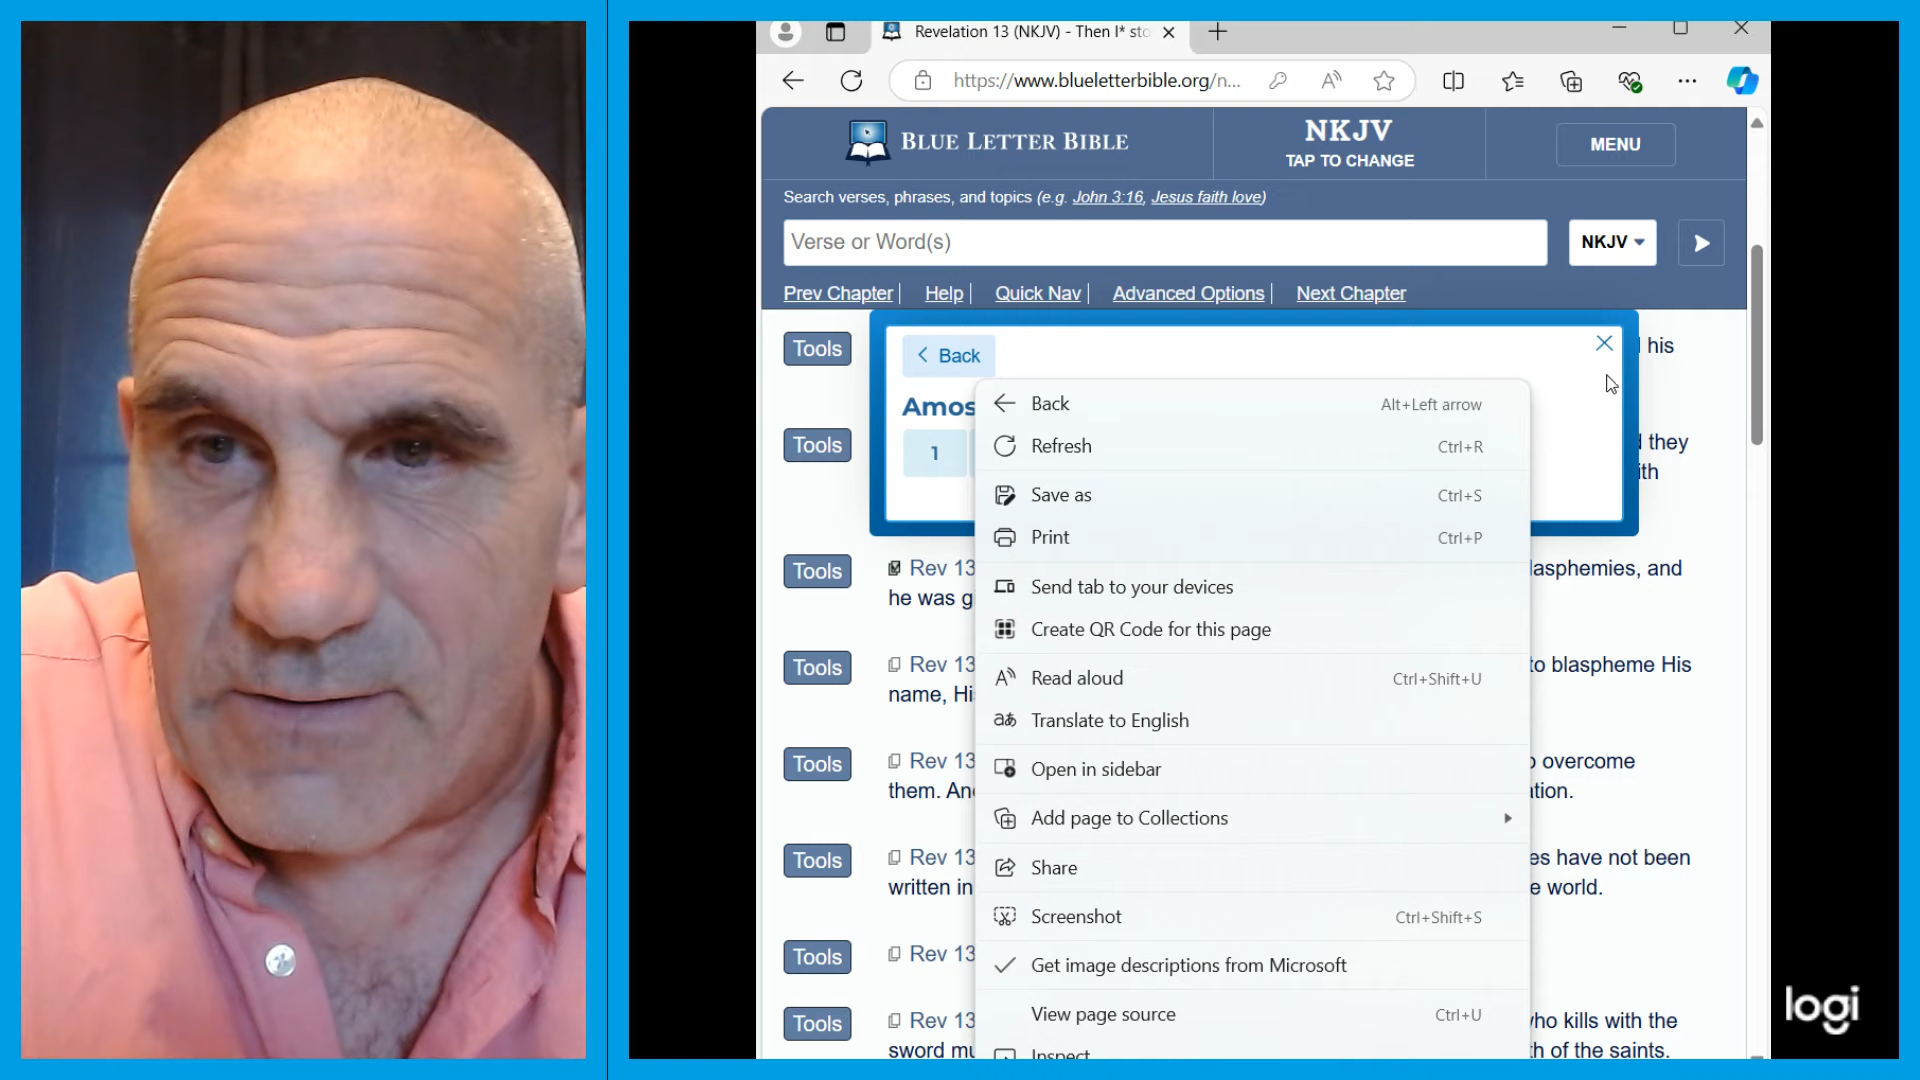 Revelation 13 (NKJV) - Then I* sto
https://www.blueletterbible.org/n...
BLUE LETTER BIBLE
NKJV
TAP TO CHANGE
MENU
Search verses, phrases, and topics (e.g. John 3:16, Jesus faith love)
Verse or Word(s)
NKJV
Prev Chapter
Help
Quick Nav
Advanced Options
Next Chapter
Tools
Back
his
Amos
1
Tools
they
Back Alt+Left arrow
Refresh Ctrl+R
Save as Ctrl+S
Print Ctrl+P
Send tab to your devices
Create QR Code for this page
Read aloud Ctrl+Shift+U
Translate to English
Open in sidebar
Add page to Collections
Share
Screenshot Ctrl+Shift+S
Get image descriptions from Microsoft
View page source Ctrl+U
Inspect
Tools Rev 13 lasphemies, and
he was g
Tools Rev 13 to blaspheme His
name, Hi
Tools Rev 13 overcome
them. An ation.
Tools Rev 13 es have not been
written in e world.
Tools Rev 13
Tools Rev 13 who kills with the
sword mu h of the saints.
logi